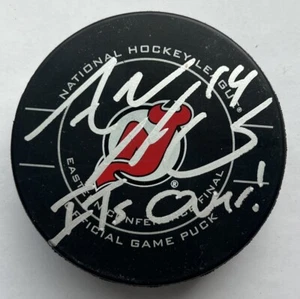 NATIONAL HOCKEY LEAGUE
14
EASTERN CONFERENCE FINAL
It's Over!
OFFICIAL GAME PUCK